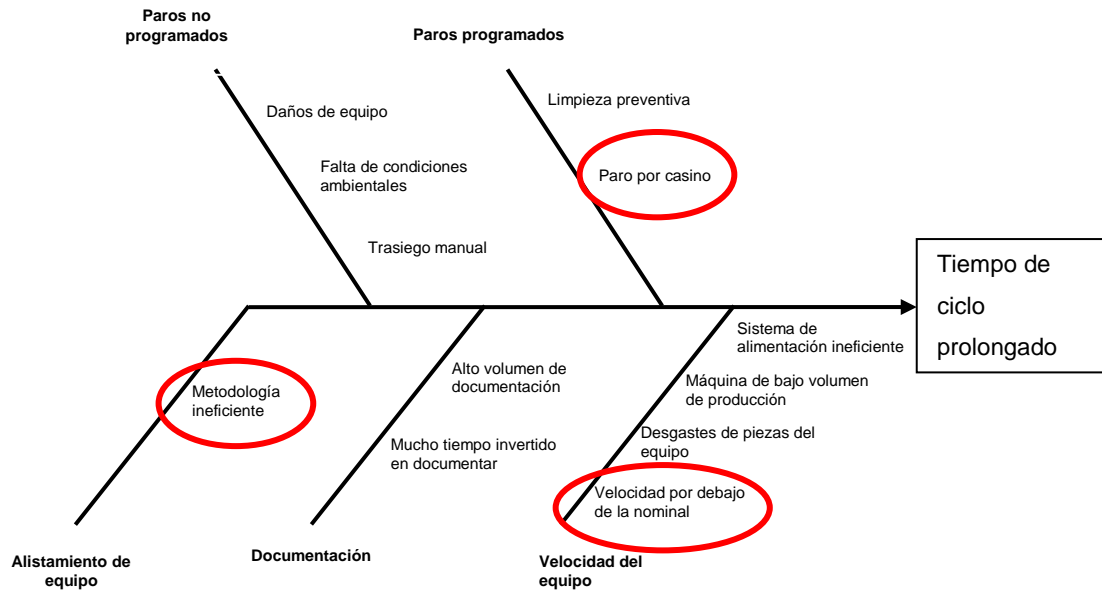 Paros no
programados
Paros programados
Daños de equipo
Falta de condiciones
ambientales
Trasiego manual
Limpieza preventiva
Paro por casino
Tiempo de
ciclo
prolongado
Metodología
ineficiente
Alto volumen de
documentación
Mucho tiempo invertido
en documentar
Sistema de
alimentación ineficiente
Máquina de bajo volumen
de producción
Desgastes de piezas del
equipo
Velocidad por debajo
de la nominal
Alistamiento de
equipo
Documentación
Velocidad del
equipo